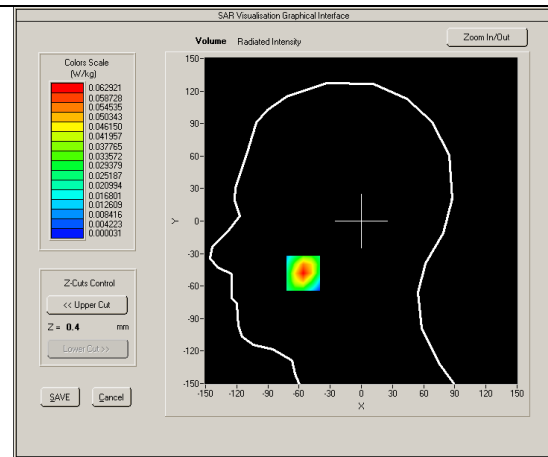 SAR Visualisation Graphical Interface
Volume Radiated Intensity
Zoom In/Out
Colors Scale
(W/kg)
0.062921
0.058728
0.054535
0.050343
0.046150
0.041957
0.037765
0.033572
0.029379
0.025187
0.020994
0.016801
0.012609
0.008416
0.004223
0.000031
Z-Cuts Control
<< Upper Cut
Z = 0.4 mm
Lower Cut >>
SAVE Cancel
150
120
90
60
30
0
-30
-60
-90
-120
-150
Y
-150 -120 -90 -60 -30 0 30 60 90 120 150
X